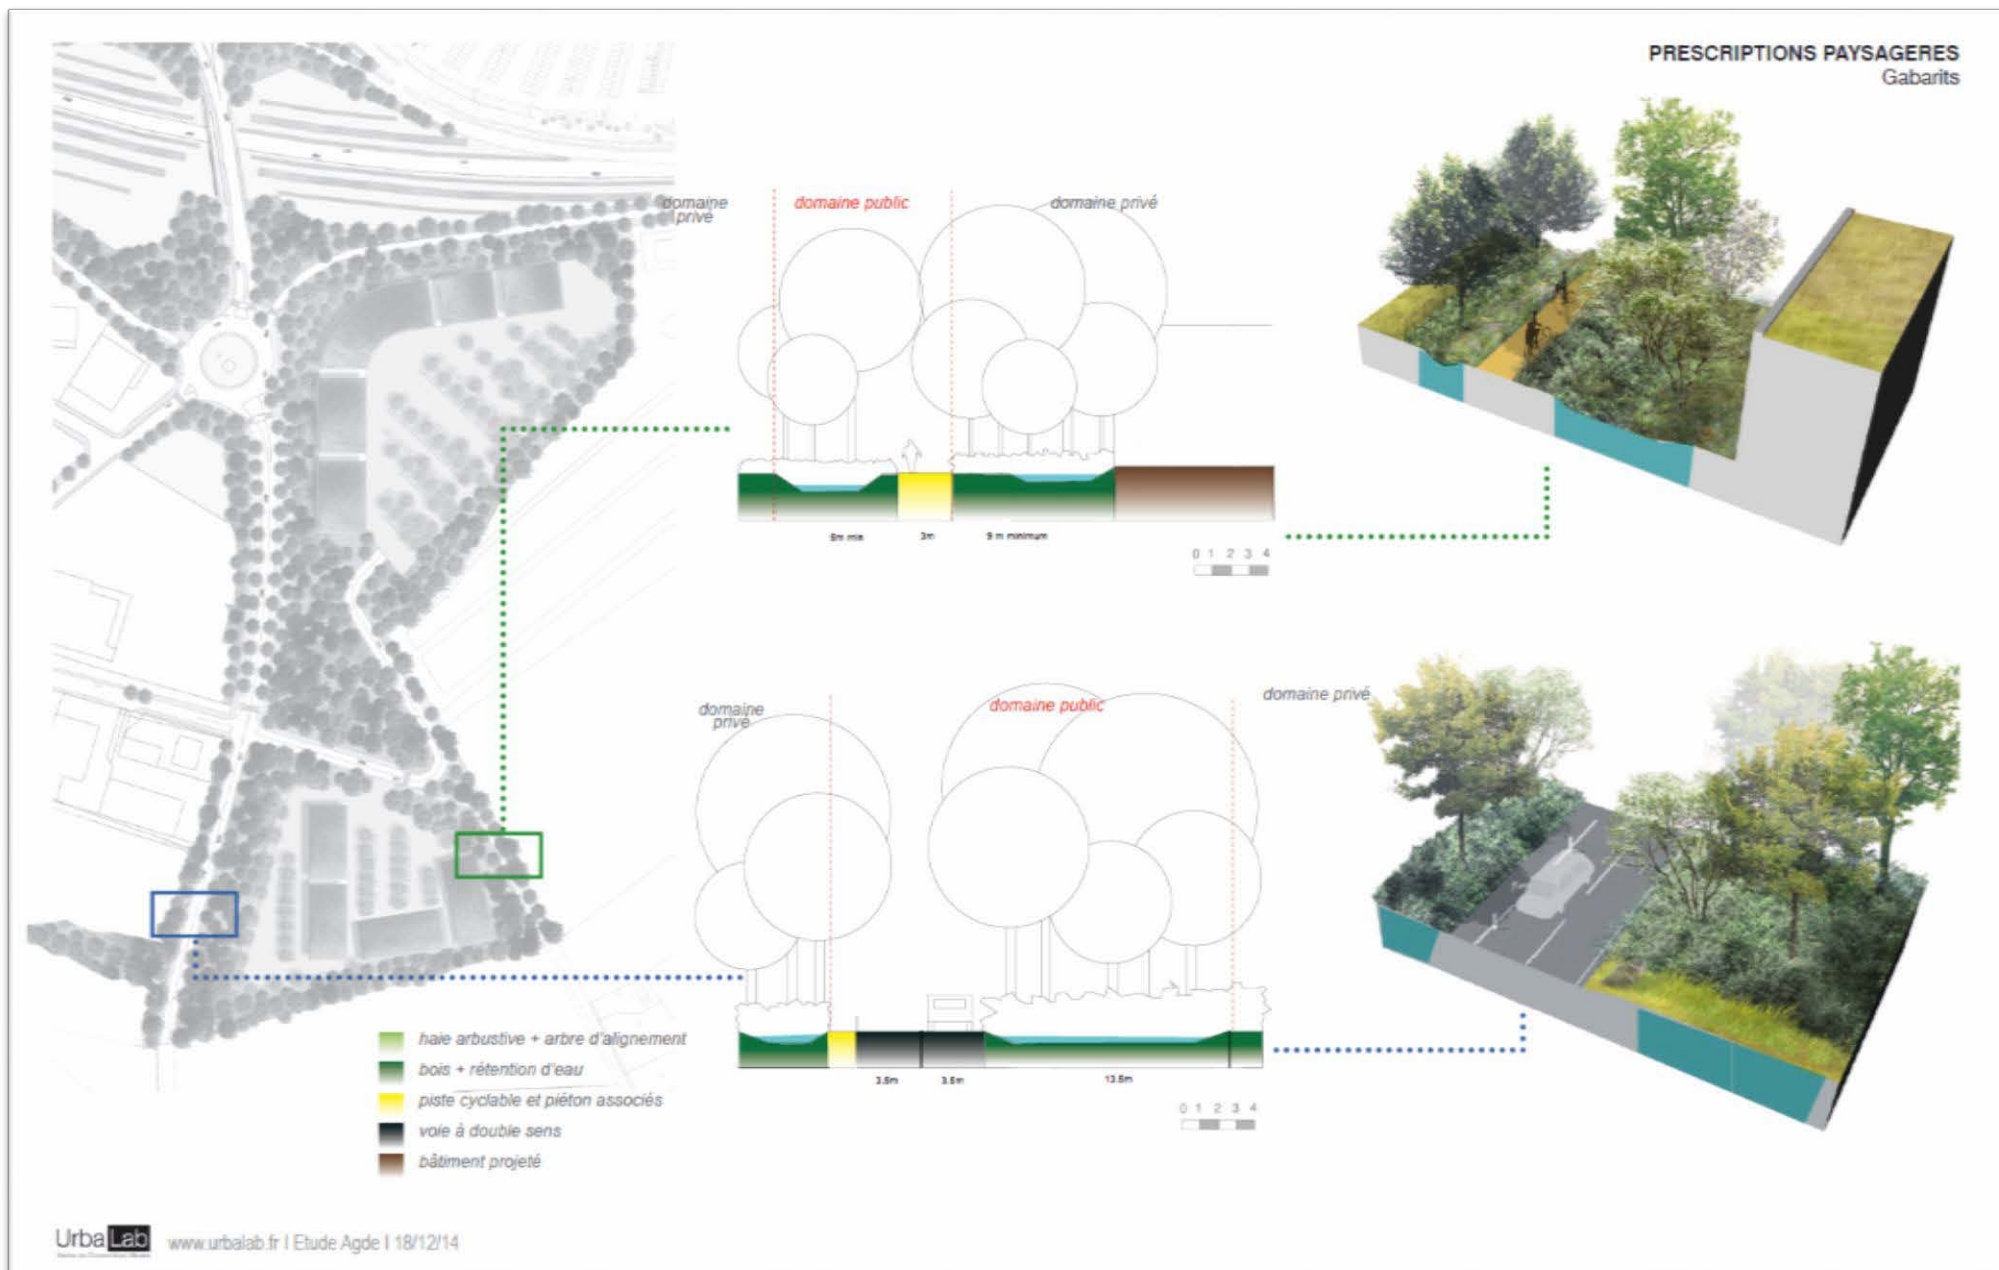 PRESCRIPTIONS PAYSAGERES
Gabarits
domaine
privé
domaine public
domaine privé
3m
9 m minimum
0 1 2 3 4
domaine
privé
domaine public
domaine privé
3.5m
3.5m
13.5m
0 1 2 3 4
haie arbustive + arbre d'alignement
bois + rétention d'eau
piste cyclable et piéton associés
voie à double sens
bâtiment projeté
UrbaLab
www.urbalab.fr I Etude Agde I 18/12/14